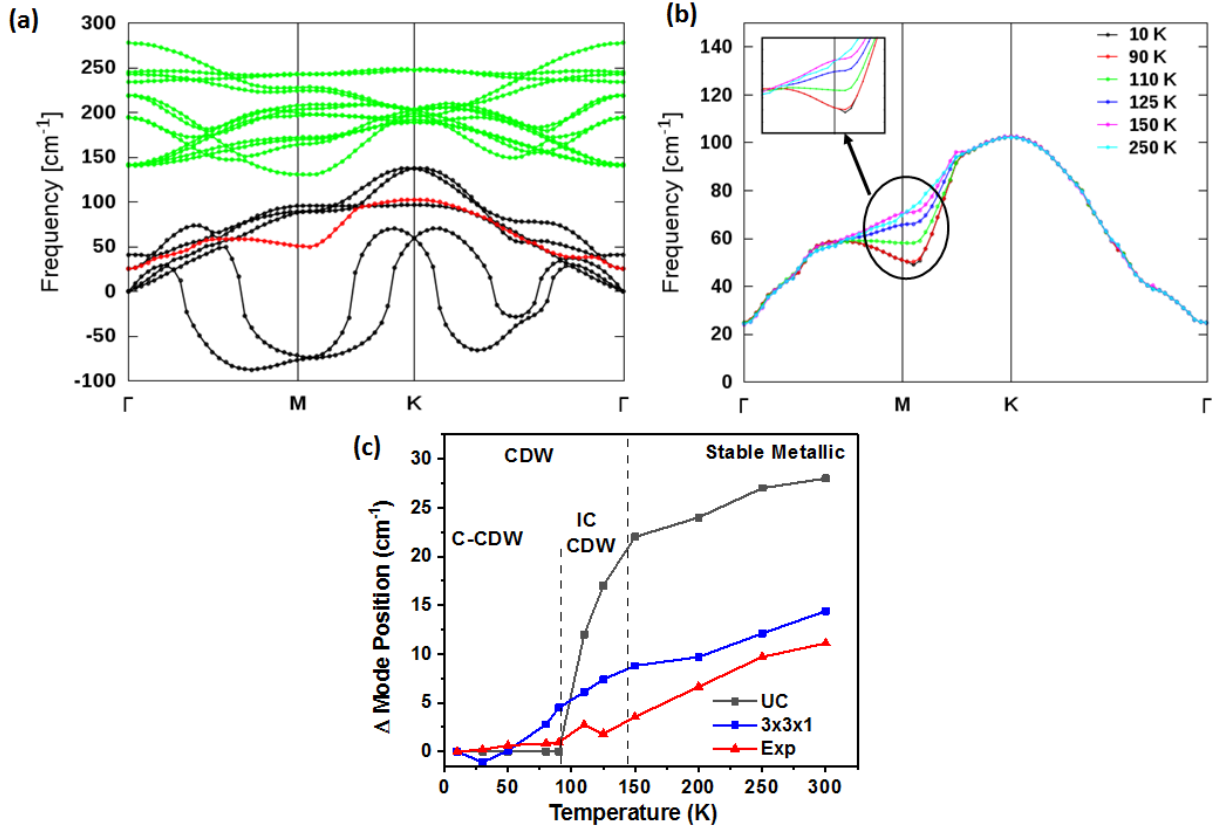 (a)
300
250
200
150
100
50
0
-50
-100
Frequency [cm-1]
Γ M K Γ
(b)
140
120
100
80
60
40
20
0
Frequency [cm-1]
10 K
90 K
110 K
125 K
150 K
250 K
Γ M K Γ
(c)
30
25
20
15
10
5
0
Δ Mode Position (cm-1)
CDW
Stable Metallic
C-CDW
IC
CDW
UC
3x3x1
Exp
0 50 100 150 200 250 300
Temperature (K)